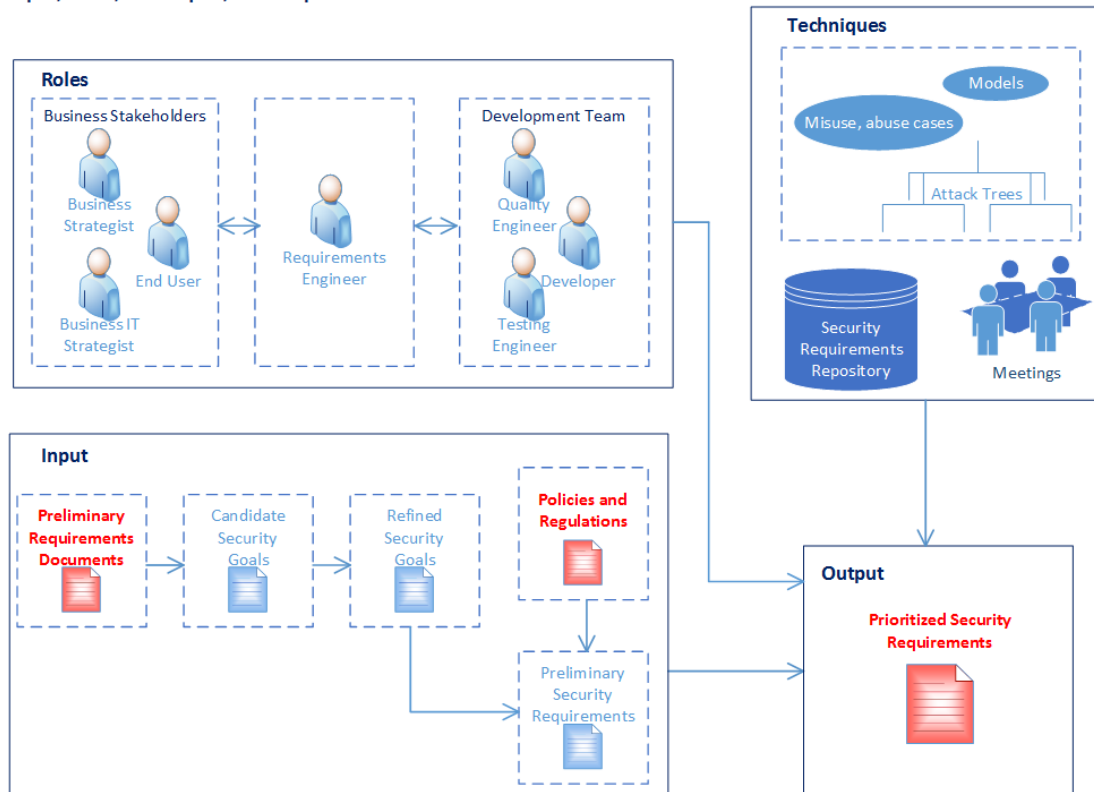 Techniques
Models
Misuse, abuse cases
Attack Trees
Security
Requirements
Repository
Meetings
Roles
Business Stakeholders
Business
Strategist
End User
Business IT
Strategist
Requirements
Engineer
Development Team
Quality
Engineer
Developer
Testing
Engineer
Input
Preliminary
Requirements
Documents
Candidate
Security
Goals
Refined
Security
Goals
Policies and
Regulations
Preliminary
Security
Requirements
Output
Prioritized Security
Requirements